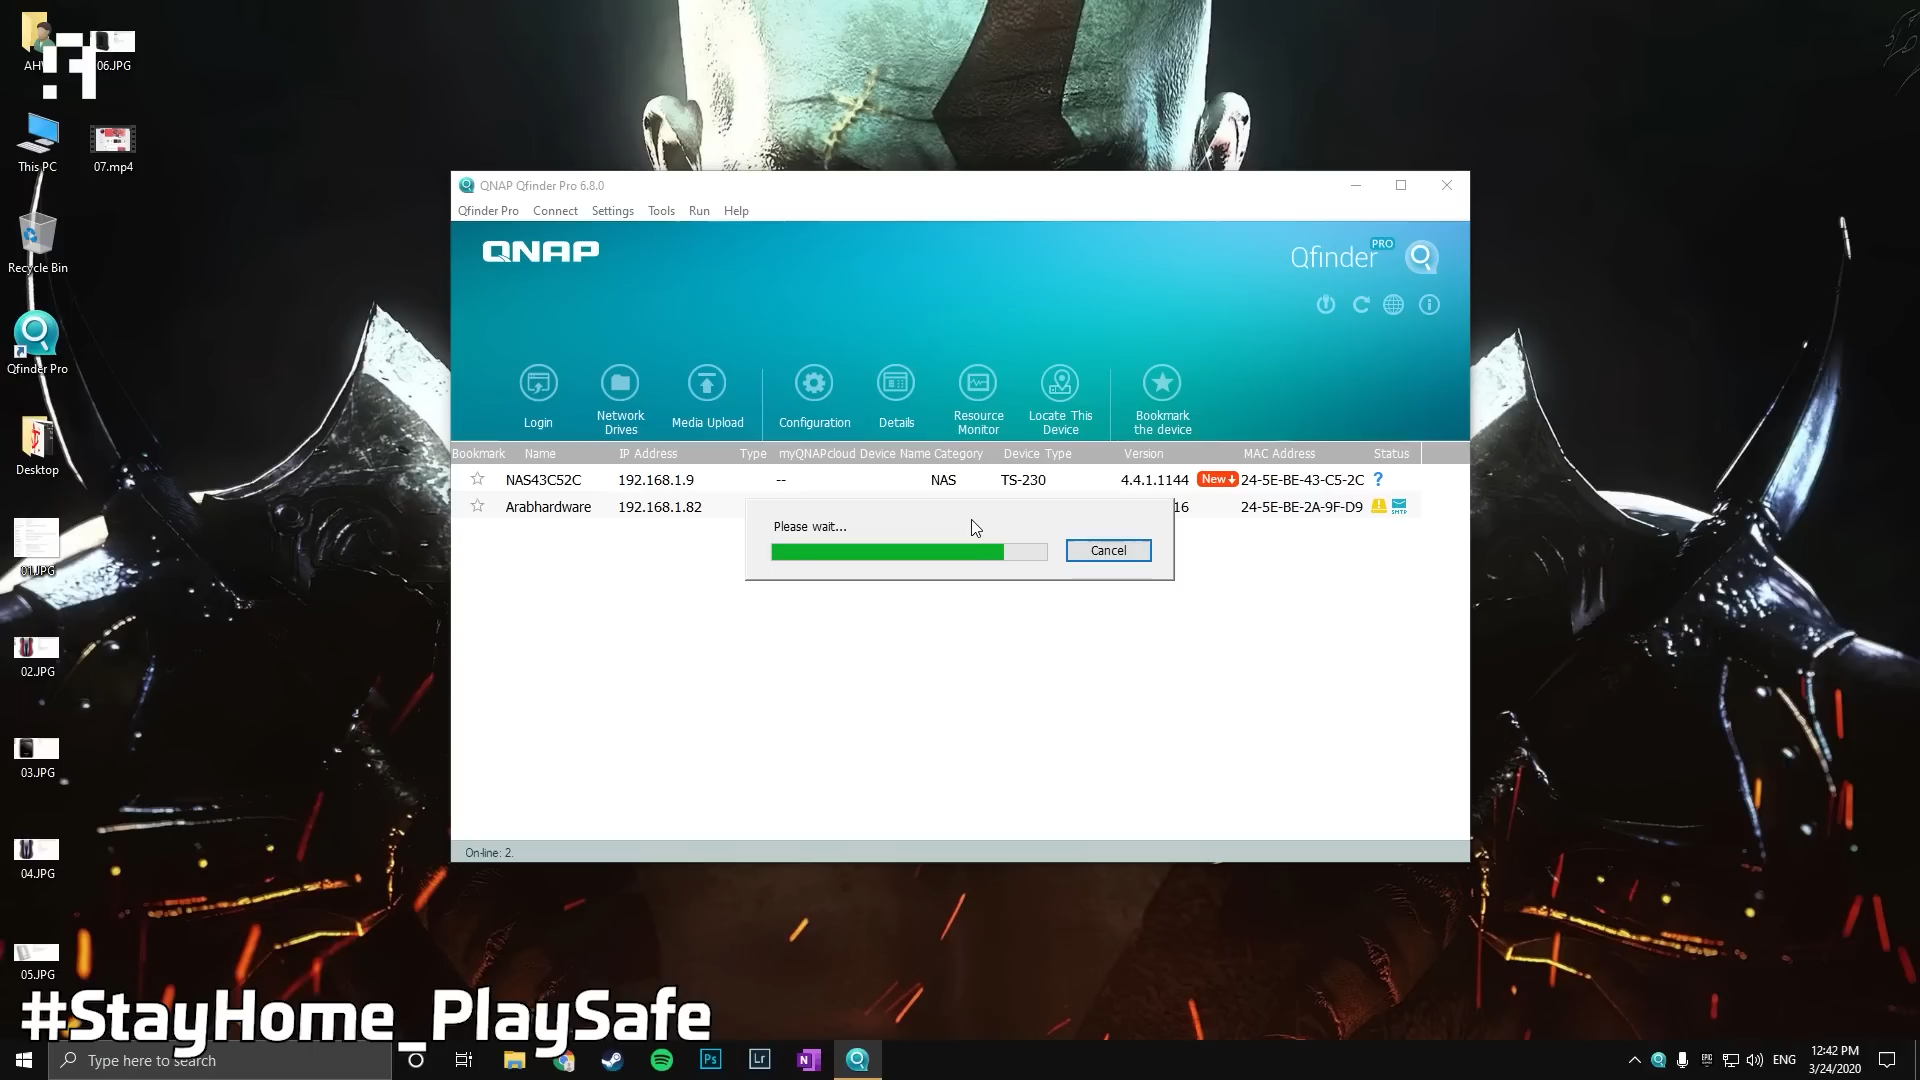 AH
06.JPG
This PC
07.mp4
Recycle Bin
Qfinder Pro
Desktop
01.JPG
02.JPG
03.JPG
04.JPG
05.JPG
QNAP Qfinder Pro 6.8.0
Qfinder Pro Connect Settings Tools Run Help
QNAP
Qfinder PRO
Login
Network Drives
Media Upload
Configuration
Details
Resource Monitor
Locate This Device
Bookmark the device
Bookmark Name IP Address Type myQNAPcloud Device Name Category Device Type Version MAC Address Status
NAS43C52C 192.168.1.9 -- NAS TS-230 4.4.1.1144 New 24-5E-BE-43-C5-2C ?
Arabhardware 192.168.1.82 16 24-5E-BE-2A-9F-D9 SMTP
Please wait...
Cancel
On-line: 2.
#StayHome_PlaySafe
Type here to search
Ps
Lr
N
EPIC
ENG
12:42 PM
3/24/2020